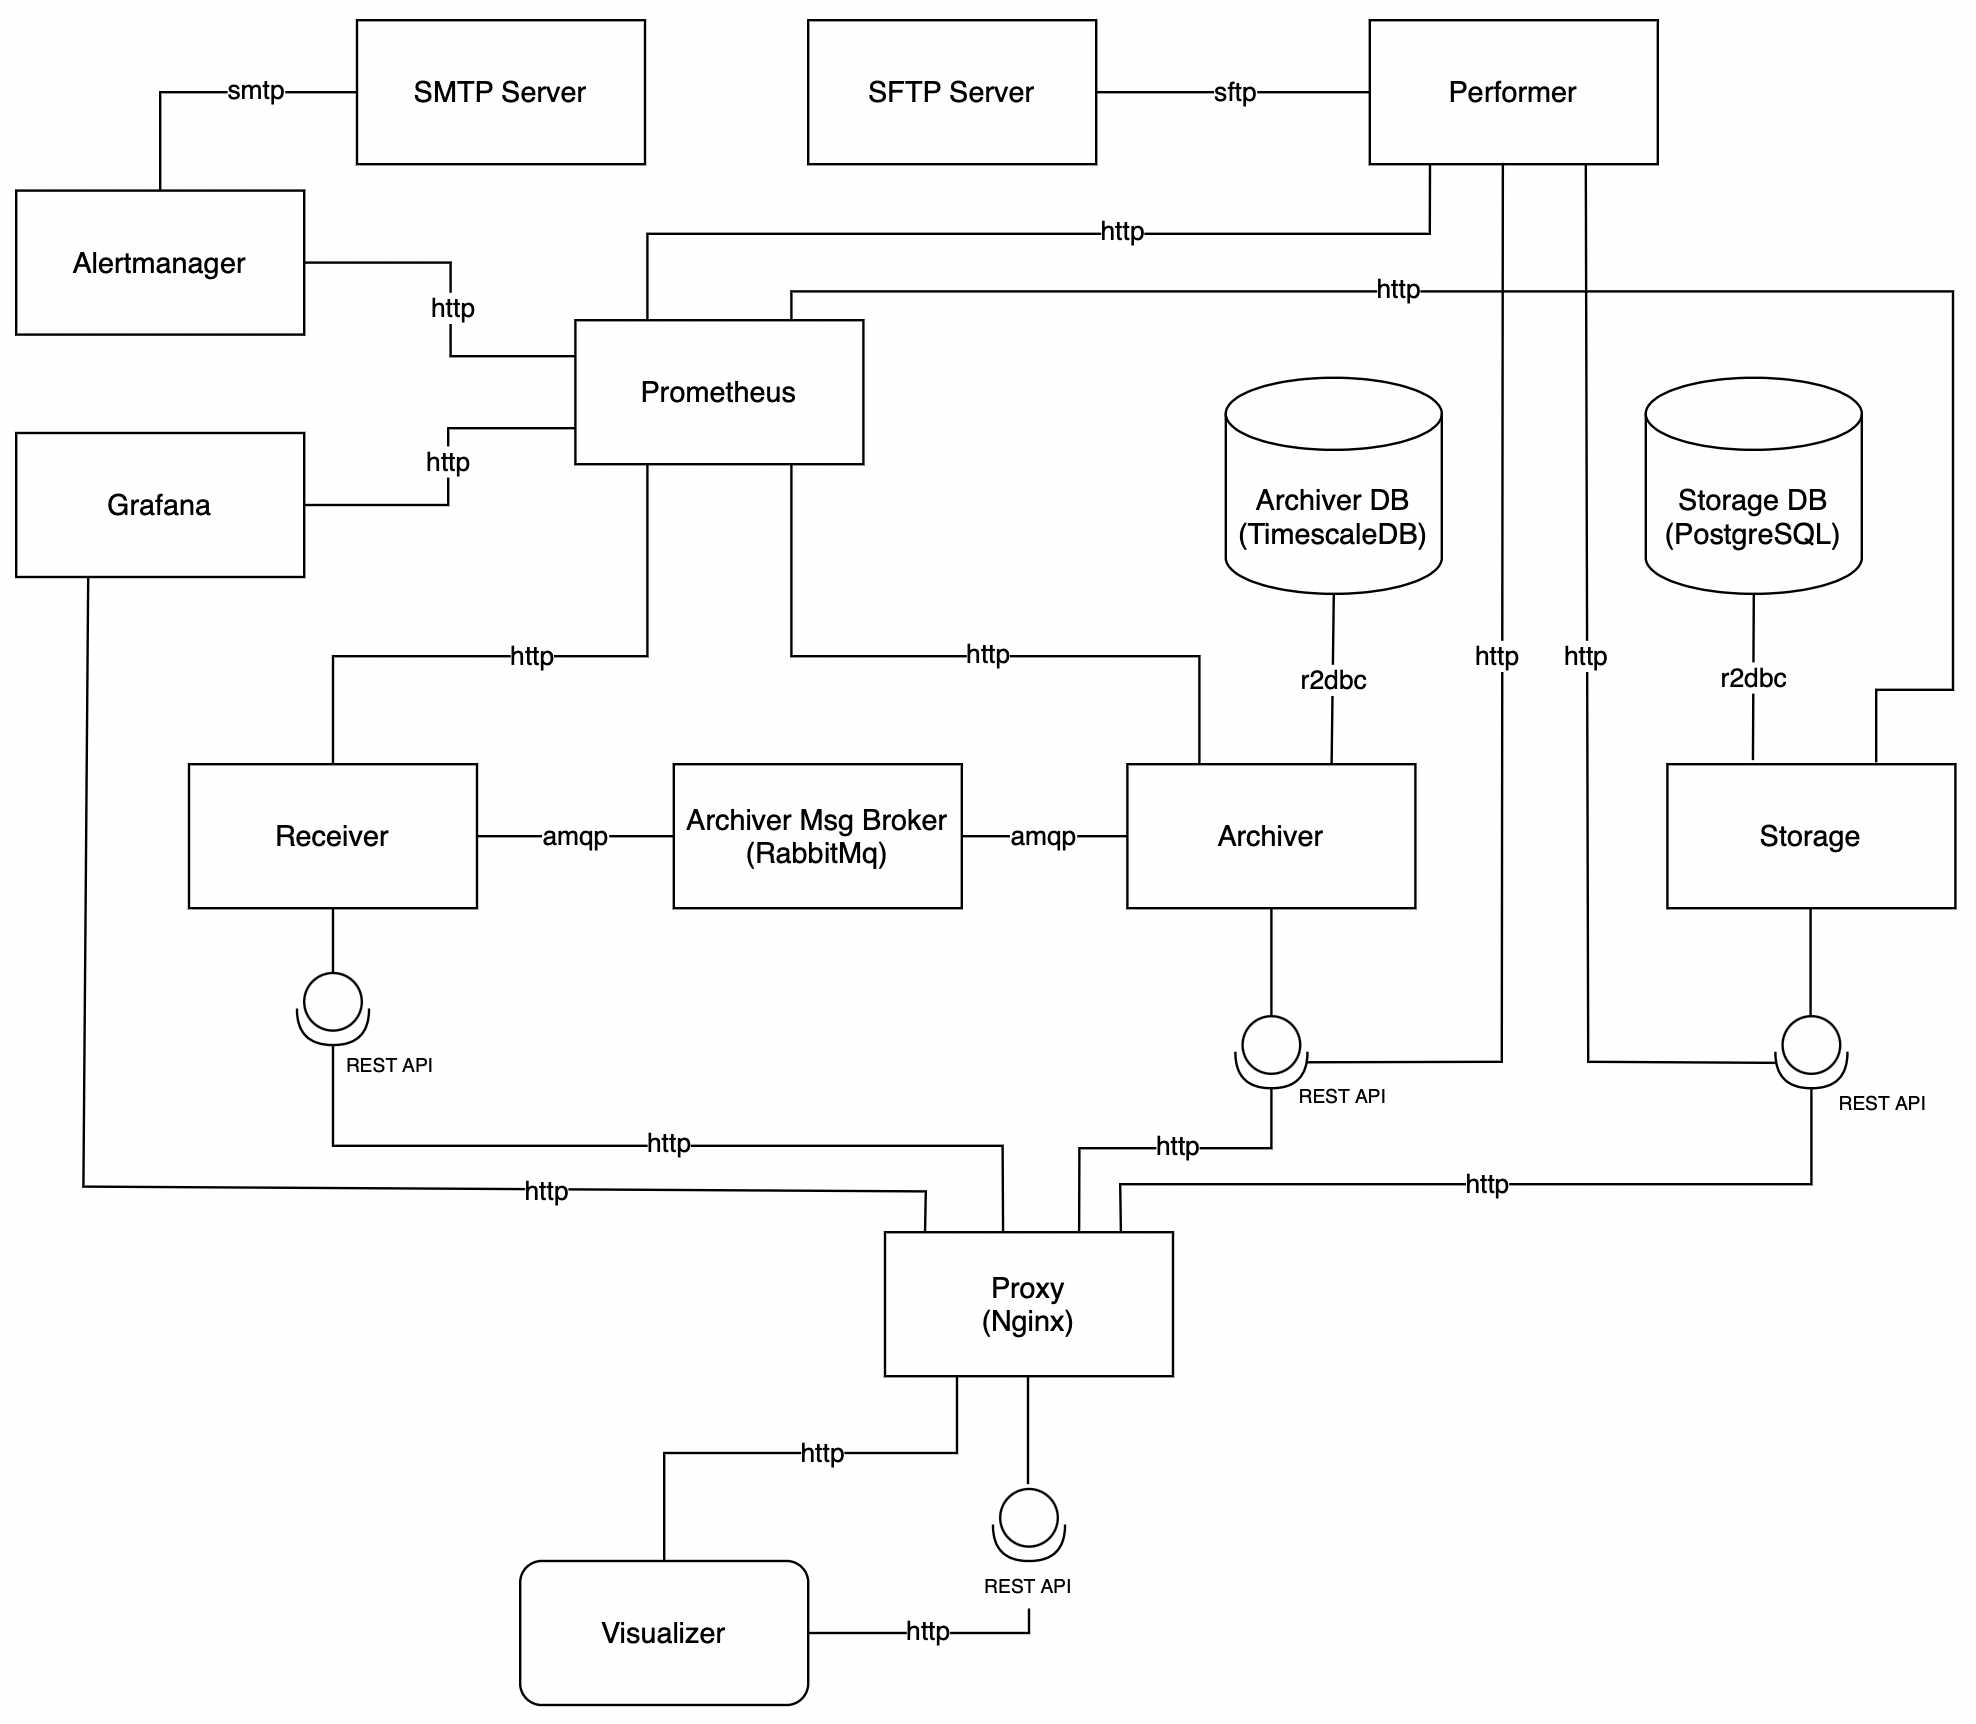 smtp
SMTP Server
SFTP Server
sftp
Performer
Alertmanager
http
http
http
Prometheus
Grafana
http
Archiver DB
(TimescaleDB)
Storage DB
(PostgreSQL)
http
http
r2dbc
http
http
r2dbc
Receiver
amqp
Archiver Msg Broker
(RabbitMq)
amqp
Archiver
Storage
REST API
REST API
REST API
http
http
http
http
Proxy
(Nginx)
http
REST API
Visualizer
http